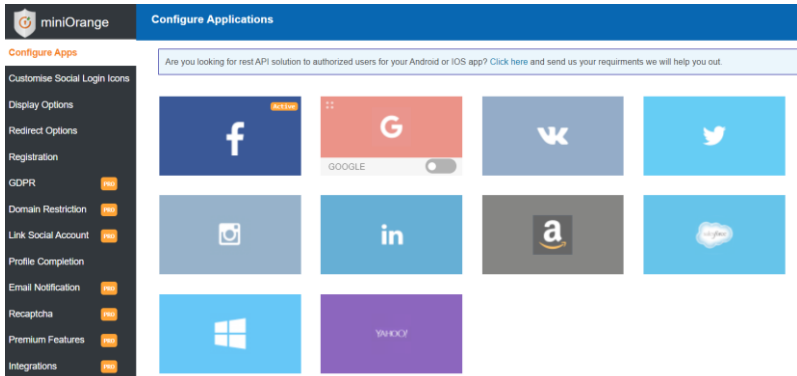 miniOrange
Configure Applications
Configure Apps
Are you looking for rest API solution to authorized users for your Android or IOS app? Click here and send us your requirments we will help you out.
Customise Social Login Icons
Display Options
Redirect Options
Registration
GDPR PRO
Domain Restriction PRO
Link Social Account PRO
Profile Completion
Email Notification PRO
Recaptcha PRO
Premium Features PRO
Integrations PRO
Active
f
G
GOOGLE
in
a
salesforce
YAHOO!